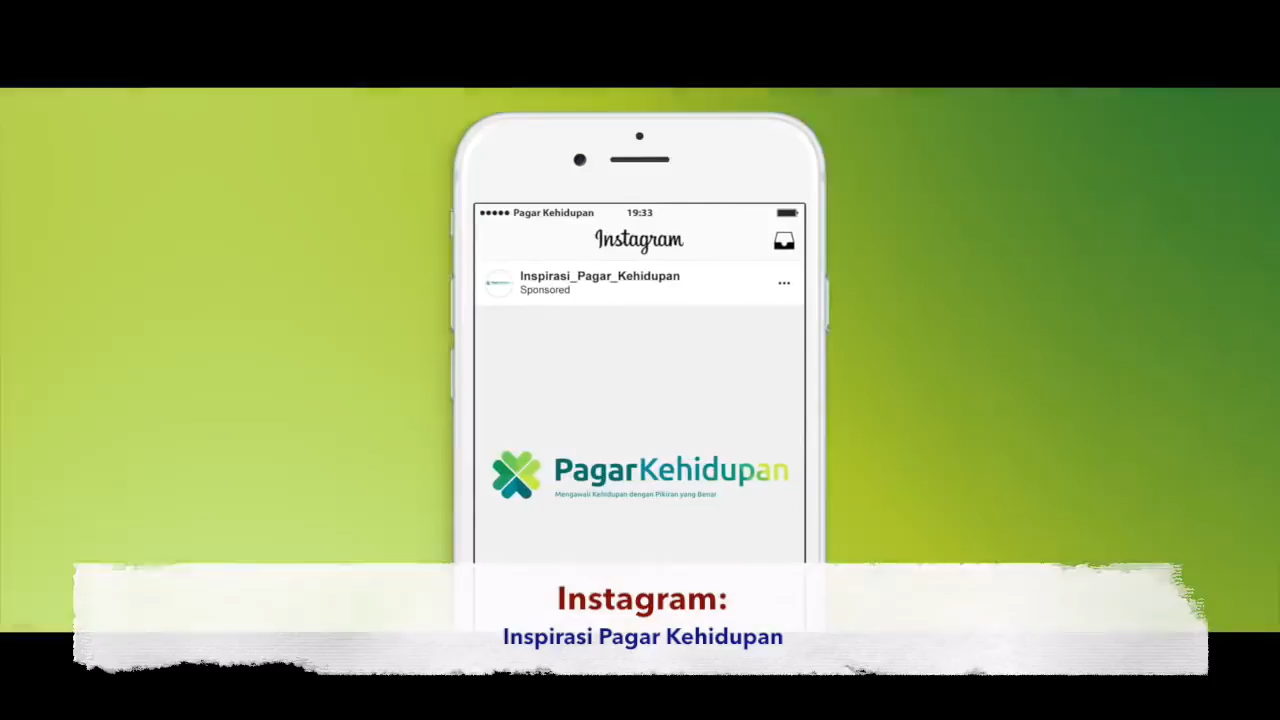 Pagar Kehidupan 19:33
Instagram
Inspirasi_Pagar_Kehidupan
Sponsored
PagarKehidupan
Mengawali Kehidupan dengan Pikiran yang Benar
Instagram:
Inspirasi Pagar Kehidupan